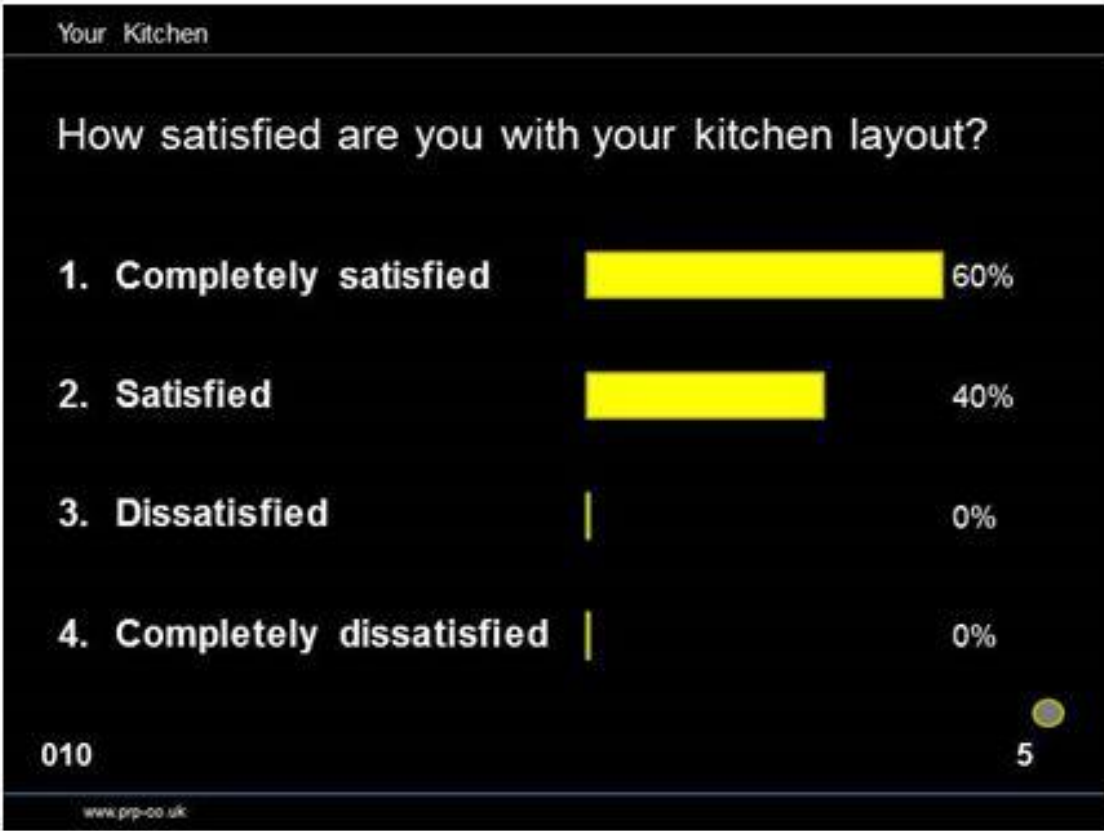 Your Kitchen
How satisfied are you with your kitchen layout?
1. Completely satisfied 60%
2. Satisfied 40%
3. Dissatisfied 0%
4. Completely dissatisfied 0%
010 5
www.prp-co.uk